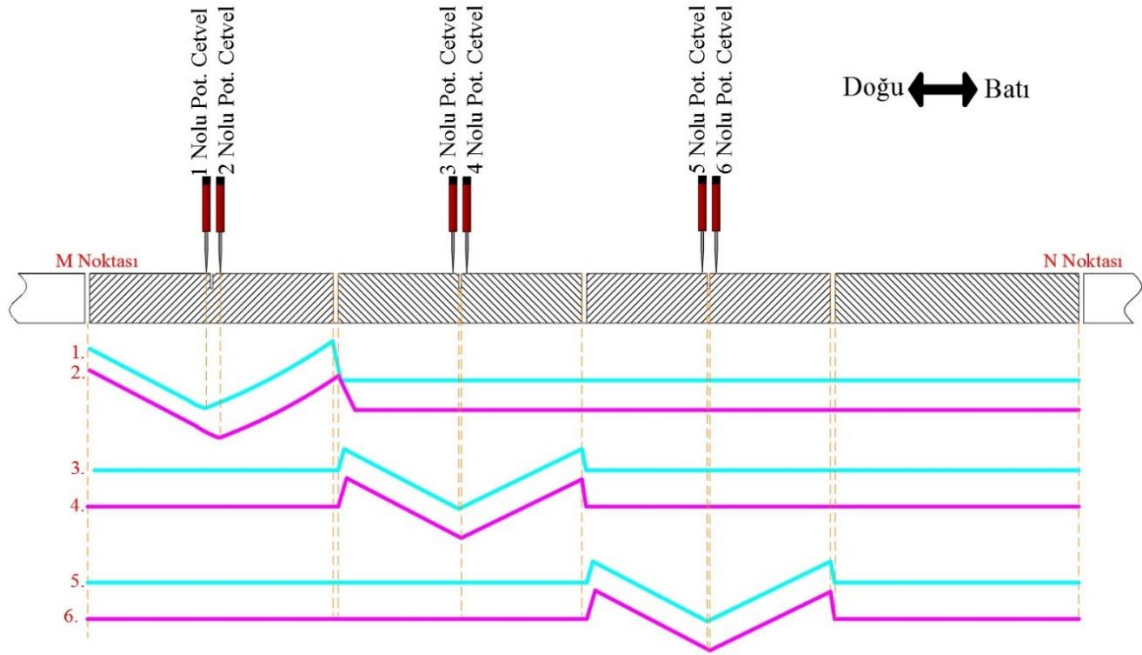 1 Nolu Pot. Cetvel
2 Nolu Pot. Cetvel
3 Nolu Pot. Cetvel
4 Nolu Pot. Cetvel
5 Nolu Pot. Cetvel
6 Nolu Pot. Cetvel
Doğu Batı
M Noktası N Noktası
1.
2.
3.
4.
5.
6.